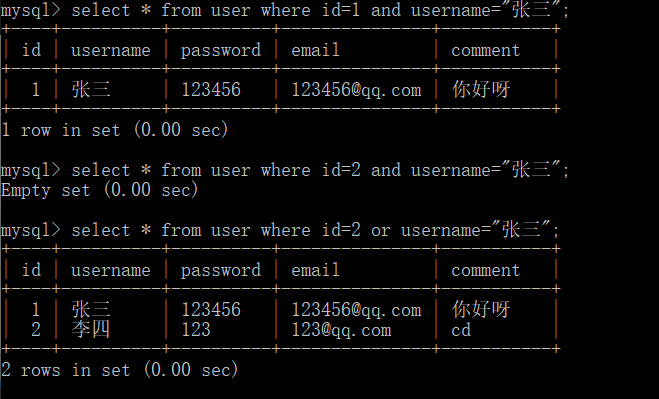 mysql> select * from user where id=1 and username="张三";
+----+----------+----------+---------------+----------+
| id | username | password | email         | comment  |
+----+----------+----------+---------------+----------+
|  1 | 张三     | 123456   | 123456@qq.com | 你好呀   |
+----+----------+----------+---------------+----------+
1 row in set (0.00 sec)
mysql> select * from user where id=2 and username="张三";
Empty set (0.00 sec)
mysql> select * from user where id=2 or username="张三";
+----+----------+----------+---------------+----------+
| id | username | password | email         | comment  |
+----+----------+----------+---------------+----------+
|  1 | 张三     | 123456   | 123456@qq.com | 你好呀   |
|  2 | 李四     | 123      | 123@qq.com    | cd       |
+----+----------+----------+---------------+----------+
2 rows in set (0.00 sec)